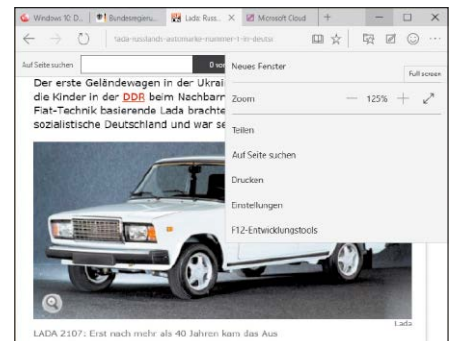 Windows 10: D...
Bundesregieru...
Lada: Russ...
Microsoft Cloud
lada-russlands-automarke-nummer-1-in-deutsc
Auf Seite suchen
0 vor
Neues Fenster
Full screen
Zoom
125%
Teilen
Auf Seite suchen
Drucken
Einstellungen
F12-Entwicklungstools
Der erste Geländewagen in der Ukrai
die Kinder in der DDR beim Nachbarn
Fiat-Technik basierende Lada brachte
sozialistische Deutschland und war se
Lada
LADA 2107: Erst nach mehr als 40 Jahren kam das Aus